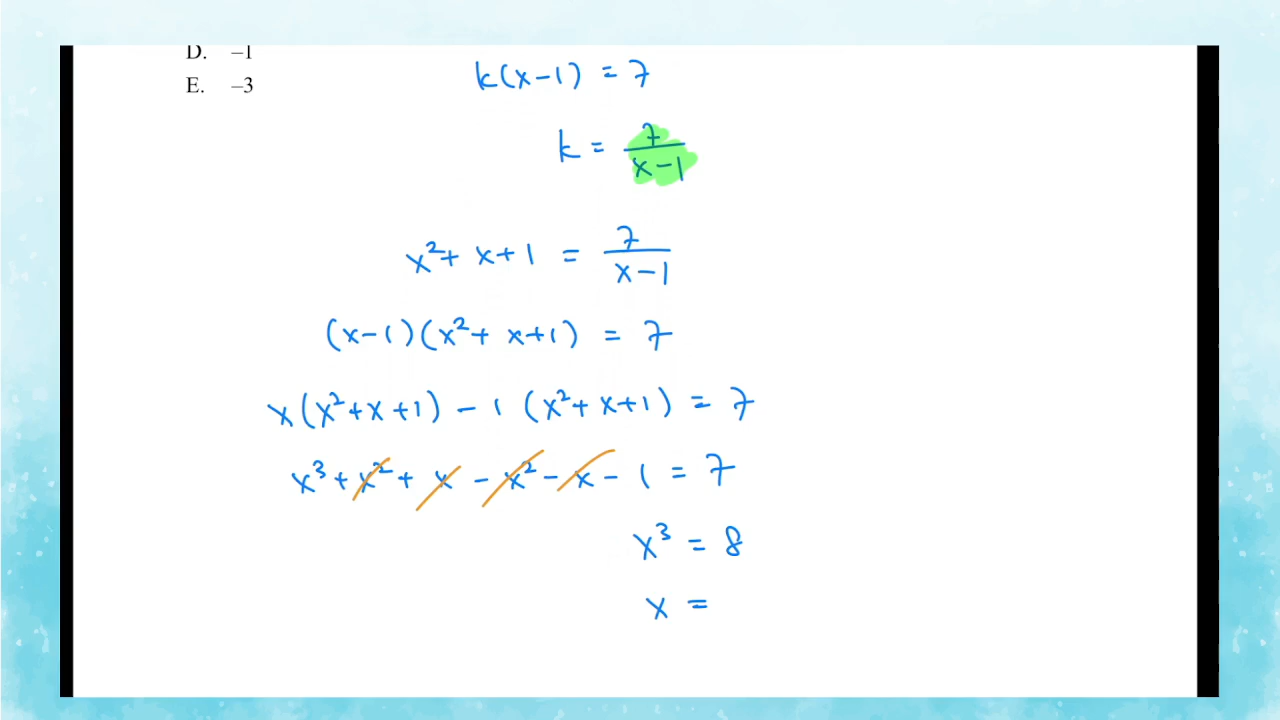 D. –1
E. –3
k(x−1) = 7
k = 7/(x−1)
x² + x + 1 = 7/(x−1)
(x−1)(x² + x + 1) = 7
x(x² + x + 1) − 1 (x² + x + 1) = 7
x³ + x² + x − x² − x − 1 = 7
x³ = 8
x =